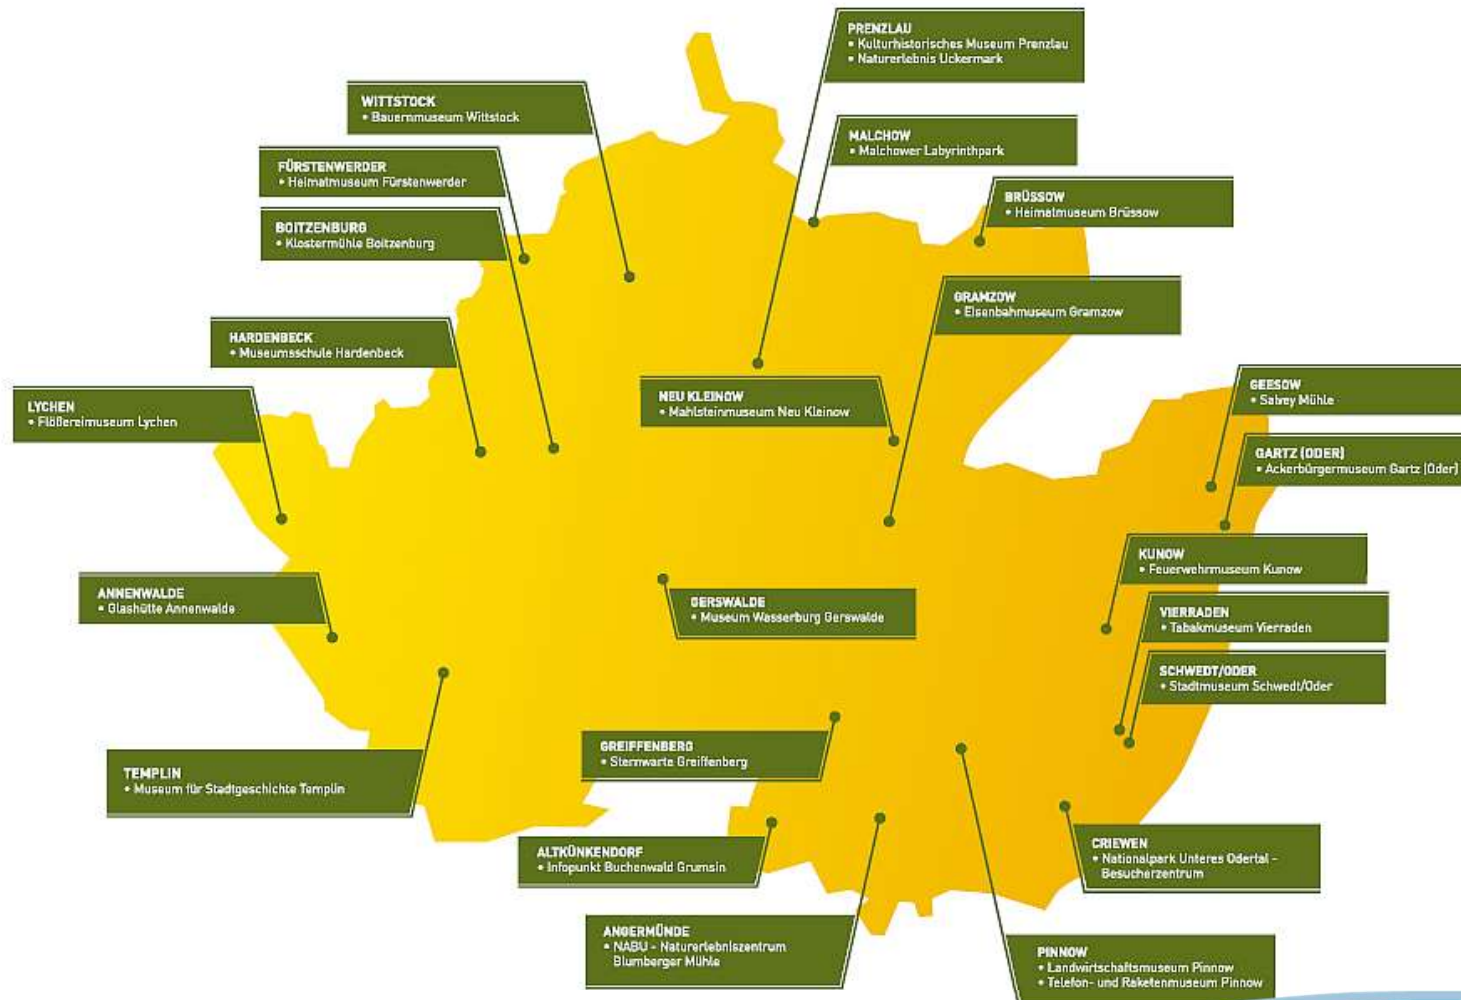 PRENZLAU
• Kulturhistorisches Museum Prenzlau
• Naturerlebnis Uckermark
WITTSTOCK
• Bauernmuseum Wittstock
MALCHOW
• Malchower Labyrinthpark
FÜRSTENWERDER
• Heimatmuseum Fürstenwerder
BRÜSSOW
• Heimatmuseum Brüssow
BOITZENBURG
• Klostermühle Boitzenburg
GRAMZOW
• Eisenbahmuseum Gramzow
HARDENBECK
• Museumsschule Hardenbeck
NEU KLEINOW
• Mahlsteinmuseum Neu Kleinow
GEESOW
• Salvey Mühle
LYCHEN
• Flößereimuseum Lychen
GARTZ (ODER)
• Ackerbürgermuseum Gartz (Oder)
KUNOW
• Feuerwehrmuseum Kunow
ANNENWALDE
• Glashütte Annenwalde
GERSWALDE
• Museum Wasserburg Gerswalde
VIERRADEN
• Tabakmuseum Vierraden
SCHWEDT/ODER
• Stadtmuseum Schwedt/Oder
GREIFFENBERG
• Sternwarte Greiffenberg
TEMPLIN
• Museum für Stadtgeschichte Templin
ALTKÜNKENDORF
• Infopunkt Buchenwald Grumsin
CRIEWEN
• Nationalpark Unteres Odertal -
Besucherzentrum
ANGERMÜNDE
• NABU - Naturerlebniszentrum
Blumberger Mühle
PINNOW
• Landwirtschaftsmuseum Pinnow
• Telefon- und Raketenmuseum Pinnow